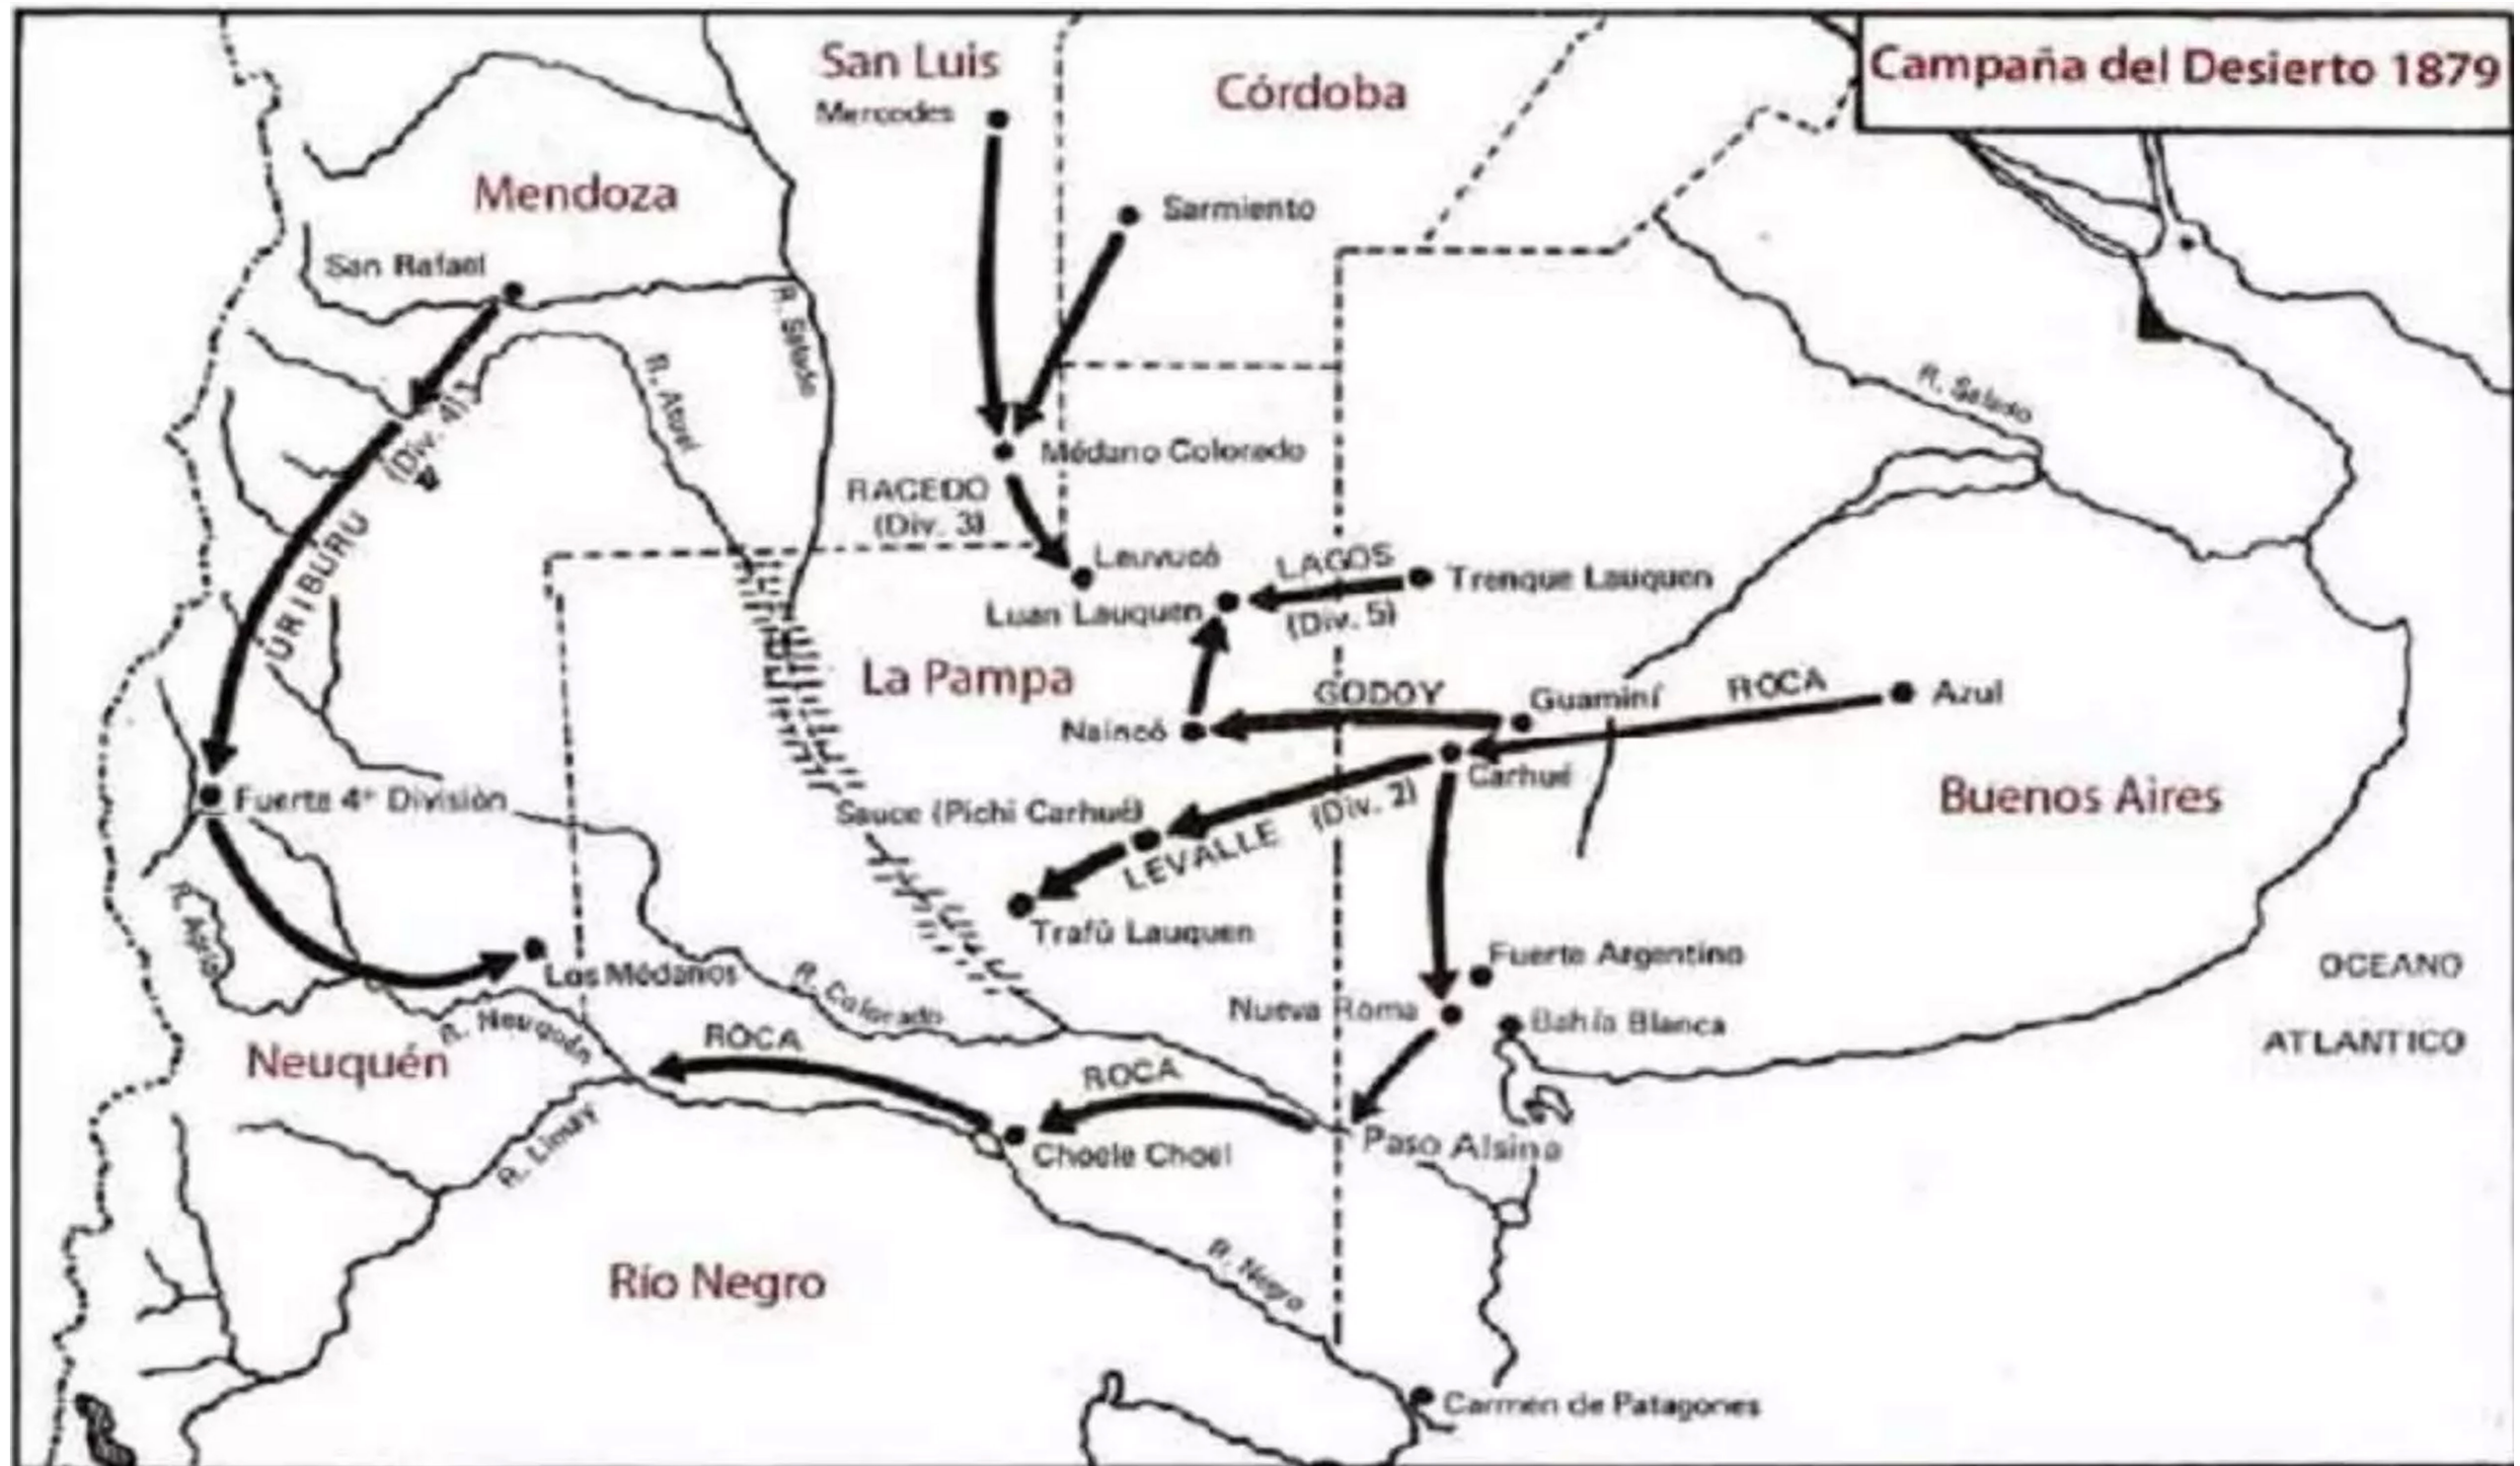 Campaña del Desierto 1879
San Luis
Mercedes
Córdoba
Sarmiento
Mendoza
San Rafael
R. Salado
R. Atuel
(Div. 4)
URIBURU
Médano Colorado
RACEDO
(Div. 3)
Leuvucó
LAGOS
(Div. 5)
Trenque Lauquen
Luan Lauquen
R. Salado
La Pampa
GODOY
Guaminí
ROCA
Azul
Naincó
Carhué
Buenos Aires
Fuerte 4ª División
Sauce (Pichi Carhué)
(Div. 2)
LEVALLE
Trafû Lauquen
R. Agrio
Los Médanos
R. Colorado
Fuerte Argentino
Nueva Roma
Bahía Blanca
OCEANO
ATLANTICO
R. Neuquén
Neuquén
ROCA
ROCA
R. Limay
Choele Choel
Paso Alsina
Río Negro
R. Negro
Carmen de Patagones